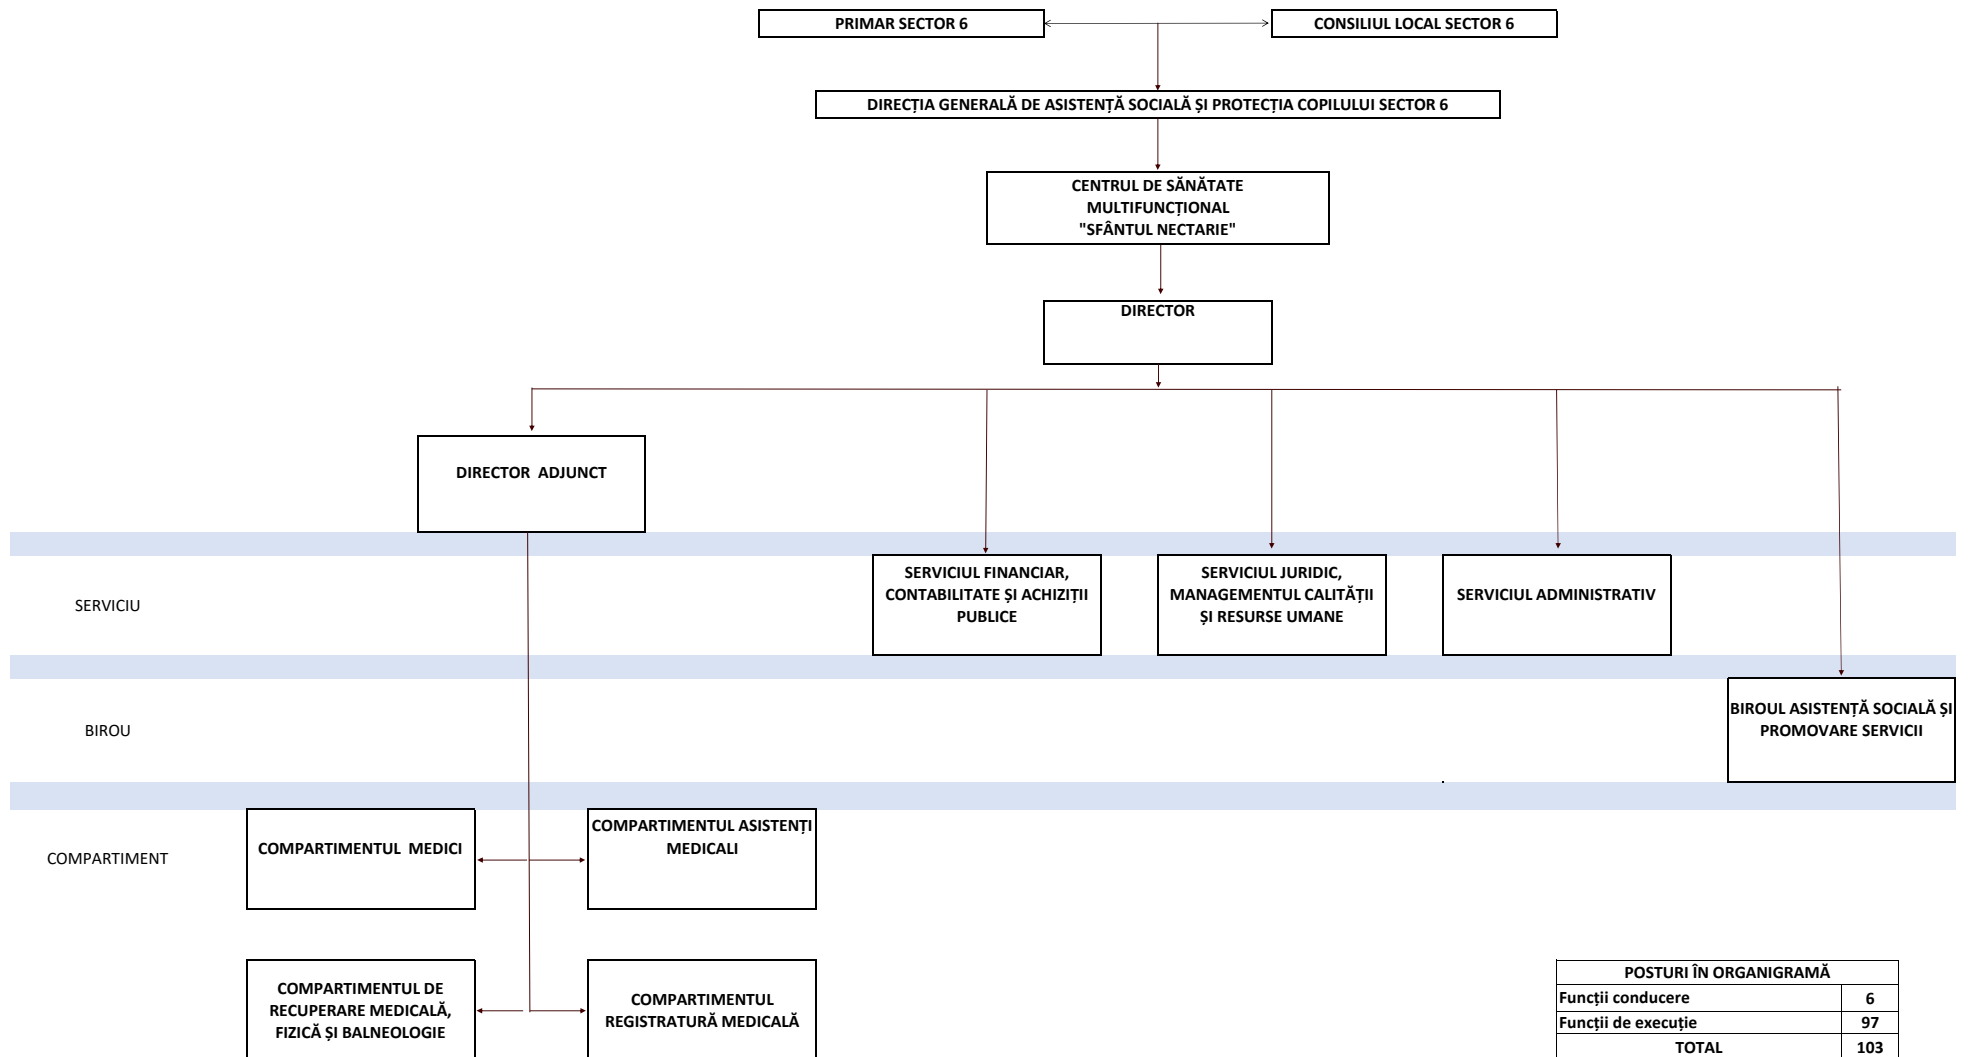 PRIMAR SECTOR 6
CONSILIUL LOCAL SECTOR 6
DIRECȚIA GENERALĂ DE ASISTENȚĂ SOCIALĂ ȘI PROTECȚIA COPILULUI SECTOR 6
CENTRUL DE SĂNĂTATE
MULTIFUNCȚIONAL
"SFÂNTUL NECTARIE"
DIRECTOR
DIRECTOR ADJUNCT
SERVICIU
SERVICIUL FINANCIAR,
CONTABILITATE ȘI ACHIZIȚII
PUBLICE
SERVICIUL JURIDIC,
MANAGEMENTUL CALITĂȚII
ȘI RESURSE UMANE
SERVICIUL ADMINISTRATIV
BIROU
BIROUL ASISTENȚĂ SOCIALĂ ȘI
PROMOVARE SERVICII
COMPARTIMENT
COMPARTIMENTUL MEDICI
COMPARTIMENTUL ASISTENȚI
MEDICALI
COMPARTIMENTUL DE
RECUPERARE MEDICALĂ,
FIZICĂ ȘI BALNEOLOGIE
COMPARTIMENTUL
REGISTRATURĂ MEDICALĂ
POSTURI ÎN ORGANIGRAMĂ
Funcții conducere 6
Funcții de execuție 97
TOTAL 103